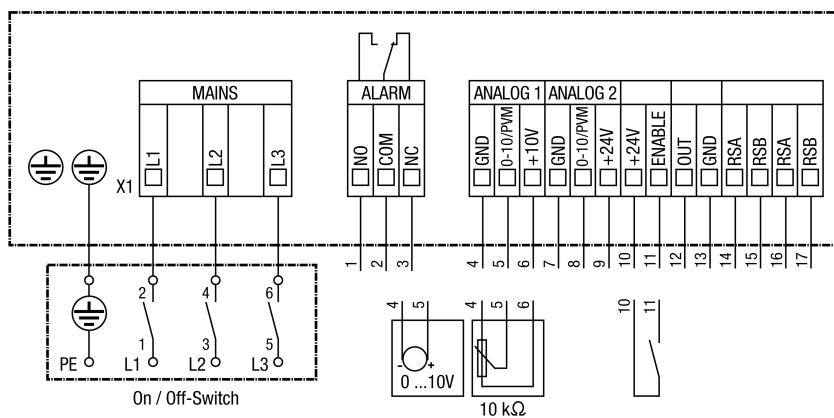 MAINS
ALARM
ANALOG 1 ANALOG 2
L1 L2 L3
NO COM NC
GND 0-10/PVM +10V GND 0-10/PVM +24V +24V ENABLE OUT GND RSA RSB RSA RSB
X1
1 2 3 4 5 6 7 8 9 10 11 12 13 14 15 16 17
2 4 6
4 5 4 5 6 10 11
1 3 5
- +
PE L1 L2 L3
0 ...10V
On / Off-Switch
10 kΩ